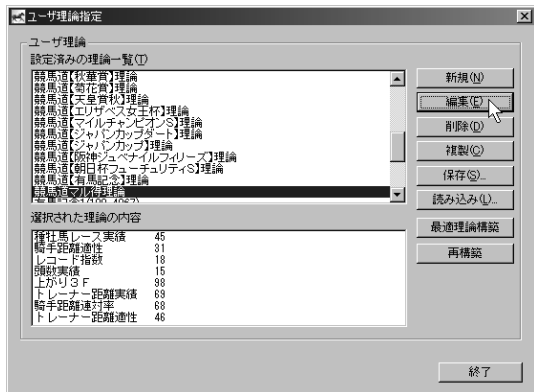 ユーザ理論指定
ユーザ理論
設定済みの理論一覧(T)
競馬道【秋華賞】理論
競馬道【菊花賞】理論
競馬道【天皇賞秋】理論
競馬道【エリザベス女王杯】理論
競馬道【マイルチャンピオンS】理論
競馬道【ジャパンカップダート】理論
競馬道【ジャパンカップ】理論
競馬道【阪神ジュベナイルフィリーズ】理論
競馬道【朝日杯フューチュリティS】理論
競馬道【有馬記念】理論
競馬道マル得理論
新規(N)
編集(E)
削除(D)
複製(C)
保存(S)...
読み込み(L)...
最適理論構築
再構築
選択された理論の内容
種牡馬レース実績 45
騎手距離適性 31
レコード指数 18
頭数実績 15
上がり3F 98
トレーナー距離実績 69
騎手距離連対率 68
トレーナー距離適性 46
終了